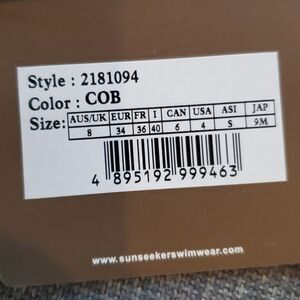 Style : 2181094
Color : COB
Size: AUS/UK EUR FR I CAN USA ASI JAP
8 34 36 40 6 4 S 9M
4 895192 999463
www.sunseekerswimwear.com